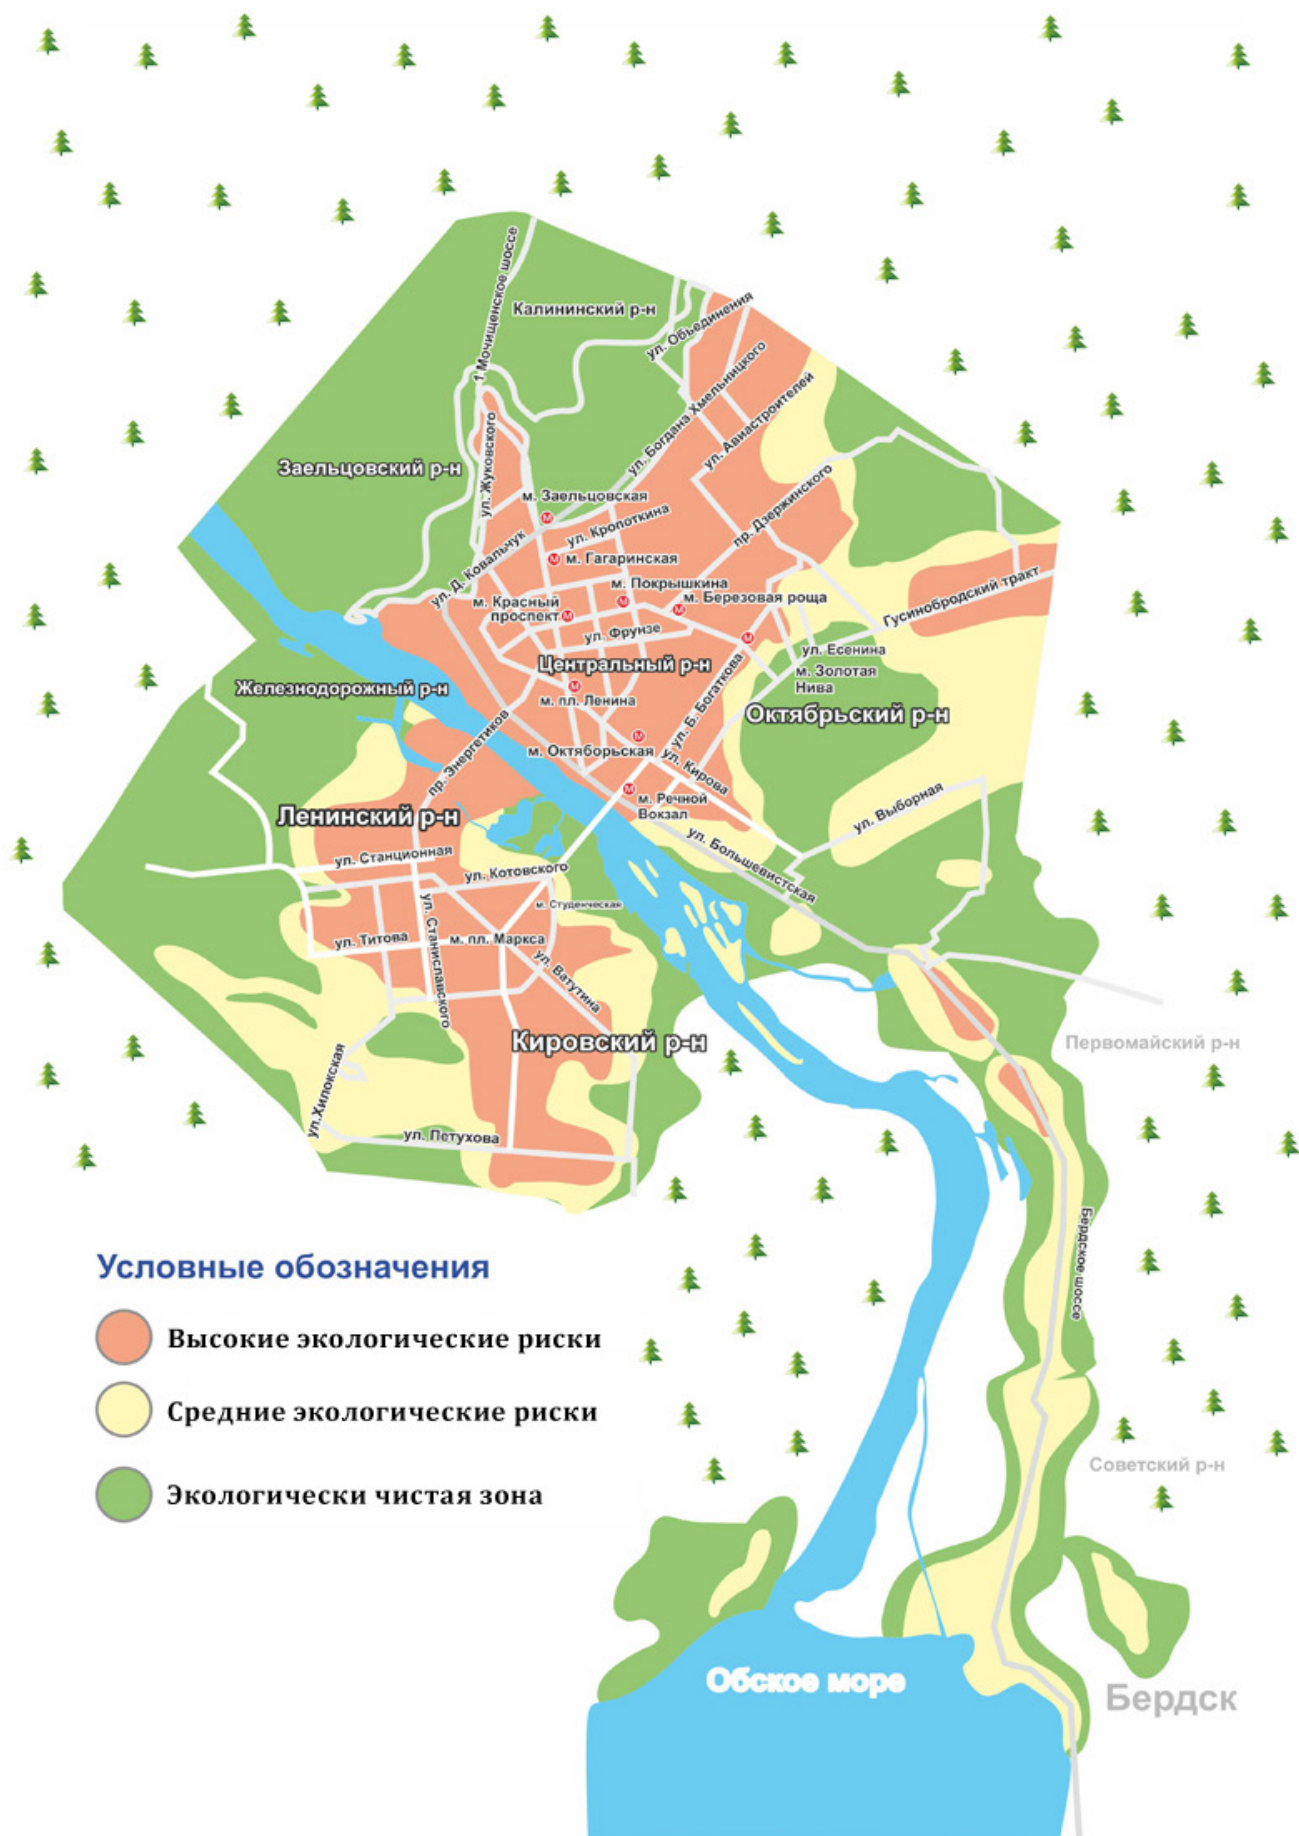 1 Мочищенское шоссе
Калининский р-н
ул. Объединения
ул. Богдана Хмельницкого
ул. Авиастроителей
Заельцовский р-н
ул. Жуковского
м. Заельцовская
ул. Кропоткина
пр. Дзержинского
ул. Д. Ковальчук
м. Гагаринская
м. Покрышкина
м. Красный
проспект
м. Березовая роща
Гусинобродский тракт
ул. Фрунзе
ул. Есенина
Центральный р-н
м. Золотая
Нива
Железнодорожный р-н
м. пл. Ленина
ул. Б. Богаткова
Октябрьский р-н
пр. Энергетиков
м. Октяборьская
ул. Кирова
м. Речной
Вокзал
Ленинский р-н
ул. Выборная
ул. Большевистская
ул. Станционная
ул. Котовского
м. Студенческая
ул. Титова
ул. Станиславского
м. пл. Маркса
ул. Ватутина
Кировский р-н
Первомайский р-н
ул.Хилокская
ул. Петухова
Бердское шоссе
Условные обозначения
Высокие экологические риски
Средние экологические риски
Экологически чистая зона
Советский р-н
Обское море
Бердск